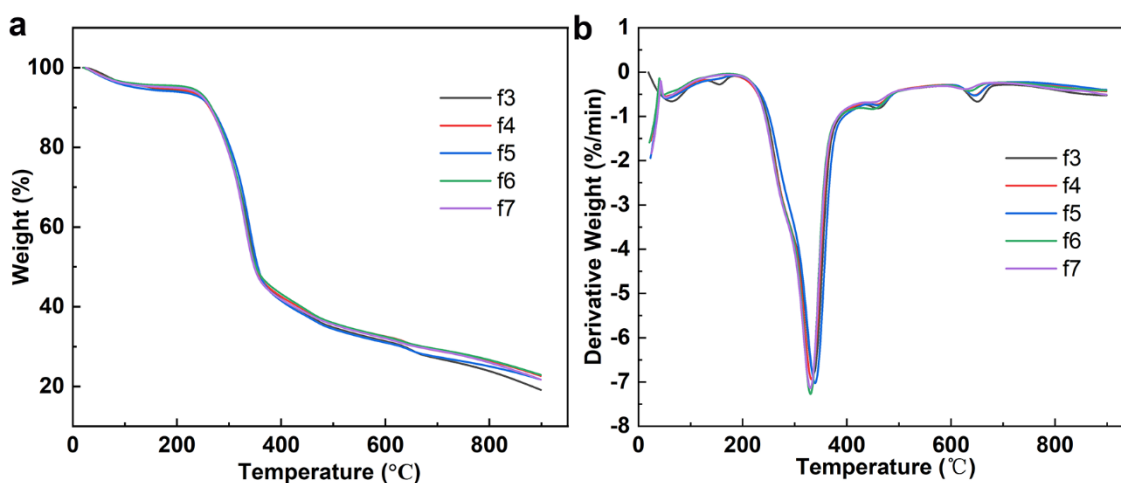 a
100
80
60
40
20
0
200
400
600
800
Weight (%)
Temperature (°C)
f3
f4
f5
f6
f7
b
1
0
-1
-2
-3
-4
-5
-6
-7
-8
0
200
400
600
800
Derivative Weight (%/min)
Temperature (℃)
f3
f4
f5
f6
f7